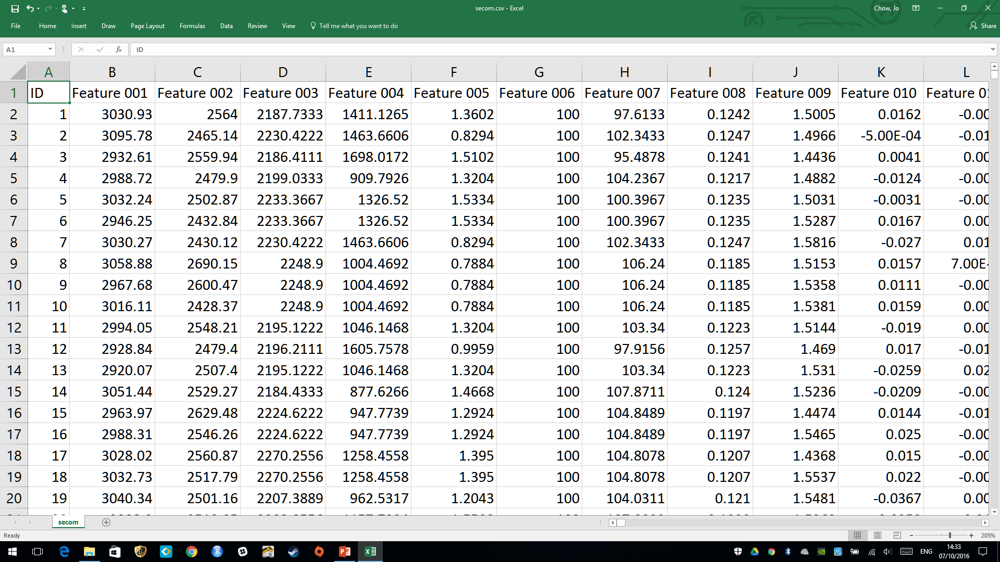 secom.csv - Excel
Chow, Jo
File Home Insert Draw Page Layout Formulas Data Review View Tell me what you want to do Share
A1 fx ID
A B C D E F G H I J K L
1 ID Feature 001 Feature 002 Feature 003 Feature 004 Feature 005 Feature 006 Feature 007 Feature 008 Feature 009 Feature 010 Feature
2 1 3030.93 2564 2187.7333 1411.1265 1.3602 100 97.6133 0.1242 1.5005 0.0162 -0.00
3 2 3095.78 2465.14 2230.4222 1463.6606 0.8294 100 102.3433 0.1247 1.4966 -5.00E-04 -0.01
4 3 2932.61 2559.94 2186.4111 1698.0172 1.5102 100 95.4878 0.1241 1.4436 0.0041 0.00
5 4 2988.72 2479.9 2199.0333 909.7926 1.3204 100 104.2367 0.1217 1.4882 -0.0124 -0.00
6 5 3032.24 2502.87 2233.3667 1326.52 1.5334 100 100.3967 0.1235 1.5031 -0.0031 -0.00
7 6 2946.25 2432.84 2233.3667 1326.52 1.5334 100 100.3967 0.1235 1.5287 0.0167 0.00
8 7 3030.27 2430.12 2230.4222 1463.6606 0.8294 100 102.3433 0.1247 1.5816 -0.027 0.01
9 8 3058.88 2690.15 2248.9 1004.4692 0.7884 100 106.24 0.1185 1.5153 0.0157 7.00E-
10 9 2967.68 2600.47 2248.9 1004.4692 0.7884 100 106.24 0.1185 1.5358 0.0111 -0.00
11 10 3016.11 2428.37 2248.9 1004.4692 0.7884 100 106.24 0.1185 1.5381 0.0159 0.00
12 11 2994.05 2548.21 2195.1222 1046.1468 1.3204 100 103.34 0.1223 1.5144 -0.019 0.00
13 12 2928.84 2479.4 2196.2111 1605.7578 0.9959 100 97.9156 0.1257 1.469 0.017 -0.01
14 13 2920.07 2507.4 2195.1222 1046.1468 1.3204 100 103.34 0.1223 1.531 -0.0259 0.02
15 14 3051.44 2529.27 2184.4333 877.6266 1.4668 100 107.8711 0.124 1.5236 -0.0209 -0.00
16 15 2963.97 2629.48 2224.6222 947.7739 1.2924 100 104.8489 0.1197 1.4474 0.0144 -0.01
17 16 2988.31 2546.26 2224.6222 947.7739 1.2924 100 104.8489 0.1197 1.5465 0.025 -0.00
18 17 3028.02 2560.87 2270.2556 1258.4558 1.395 100 104.8078 0.1207 1.4368 0.015 -0.00
19 18 3032.73 2517.79 2270.2556 1258.4558 1.395 100 104.8078 0.1207 1.5537 0.022 -0.00
20 19 3040.34 2501.16 2207.3889 962.5317 1.2043 100 104.0311 0.121 1.5481 -0.0367 0.00
secom
Ready 205%
ENG 14:33
07/10/2016